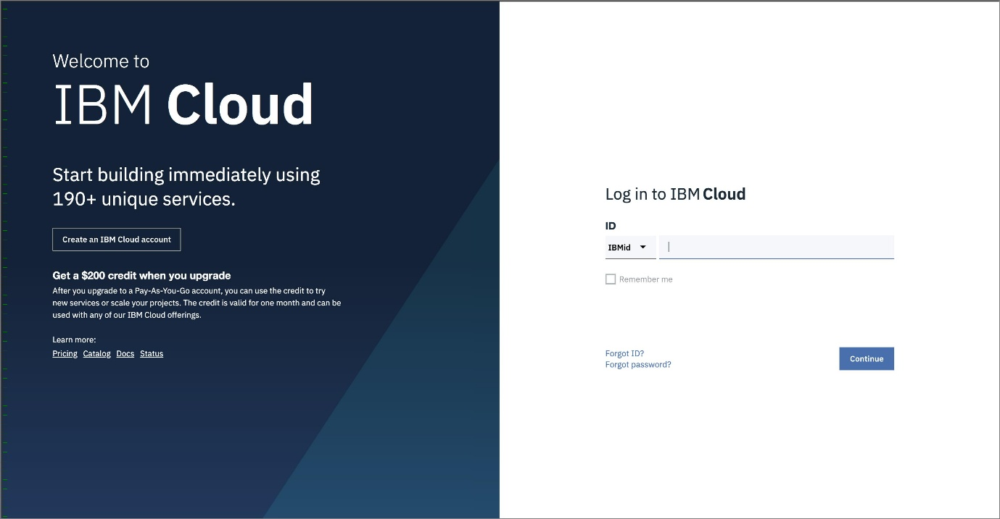 Welcome to
IBM Cloud
Start building immediately using
190+ unique services.
Create an IBM Cloud account
Get a $200 credit when you upgrade
After you upgrade to a Pay-As-You-Go account, you can use the credit to try
new services or scale your projects. The credit is valid for one month and can be
used with any of our IBM Cloud offerings.
Learn more:
Pricing Catalog Docs Status
Log in to IBM Cloud
ID
IBMid
Remember me
Forgot ID?
Forgot password?
Continue